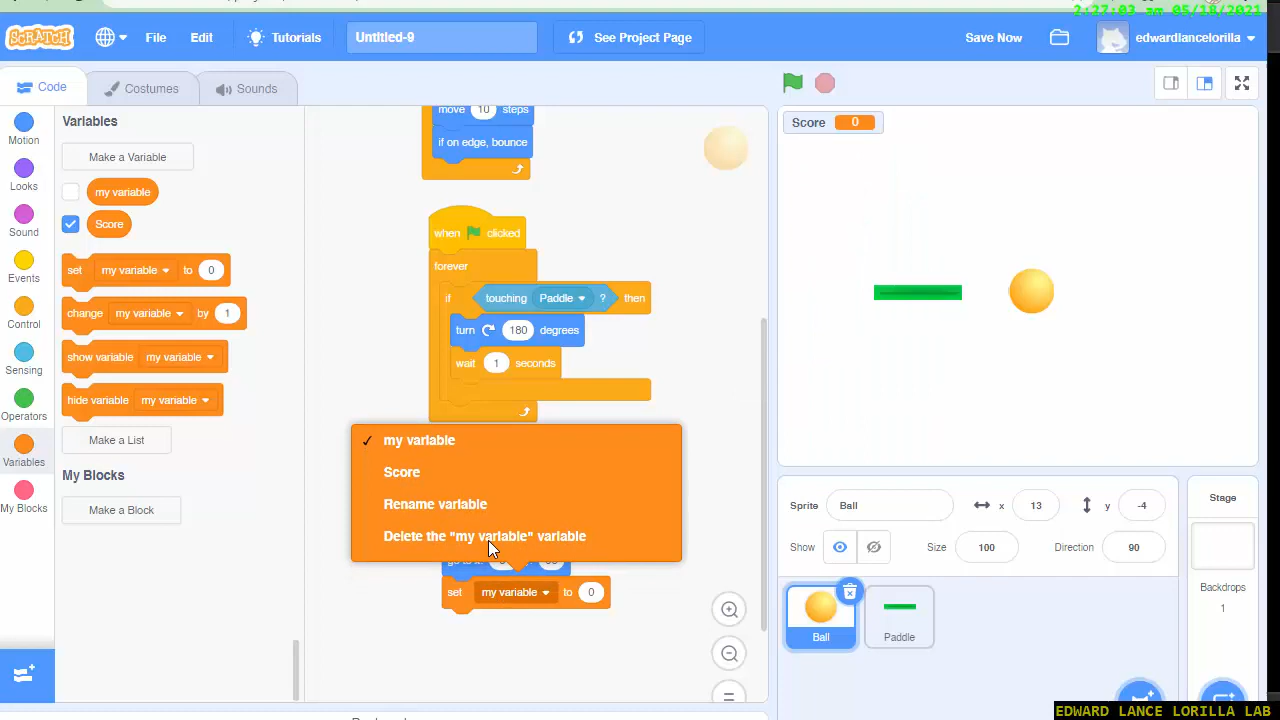 2:27:03 am 05/18/2021
SCRATCH
File
Edit
Tutorials
Untitled-9
See Project Page
Save Now
edwardlancelorilla
Code
Costumes
Sounds
Motion
Looks
Sound
Events
Control
Sensing
Operators
Variables
My Blocks
Variables
Make a Variable
my variable
Score
set my variable to 0
change my variable by 1
show variable my variable
hide variable my variable
Make a List
My Blocks
Make a Block
move 10 steps
if on edge, bounce
when clicked
forever
if touching Paddle ? then
turn 180 degrees
wait 1 seconds
my variable
Score
Rename variable
Delete the "my variable" variable
set my variable to 0
Score 0
Sprite Ball x 13 y -4
Show Size 100 Direction 90
Ball
Paddle
Stage
Backdrops
1
EDWARD LANCE LORILLA LAB